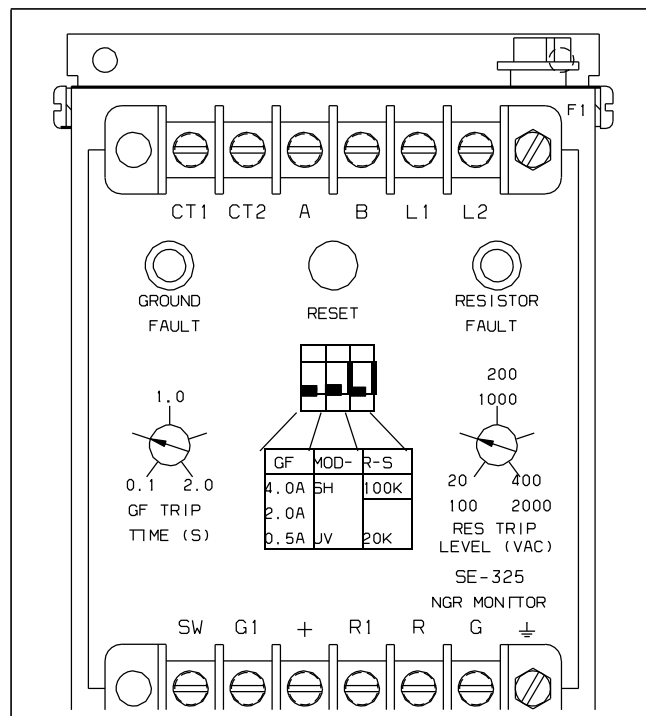 F1
CT1 CT2 A B L1 L2
GROUND FAULT
RESET
RESISTOR FAULT
1.0
0.1 2.0
GF TRIP
TIME (S)
GF MOD- R-S
4.0A SH 100K
2.0A
0.5A UV 20K
200
1000
20 400
100 2000
RES TRIP
LEVEL (VAC)
SE-325
NGR MONITOR
SW G1 + R1 R G ⏚